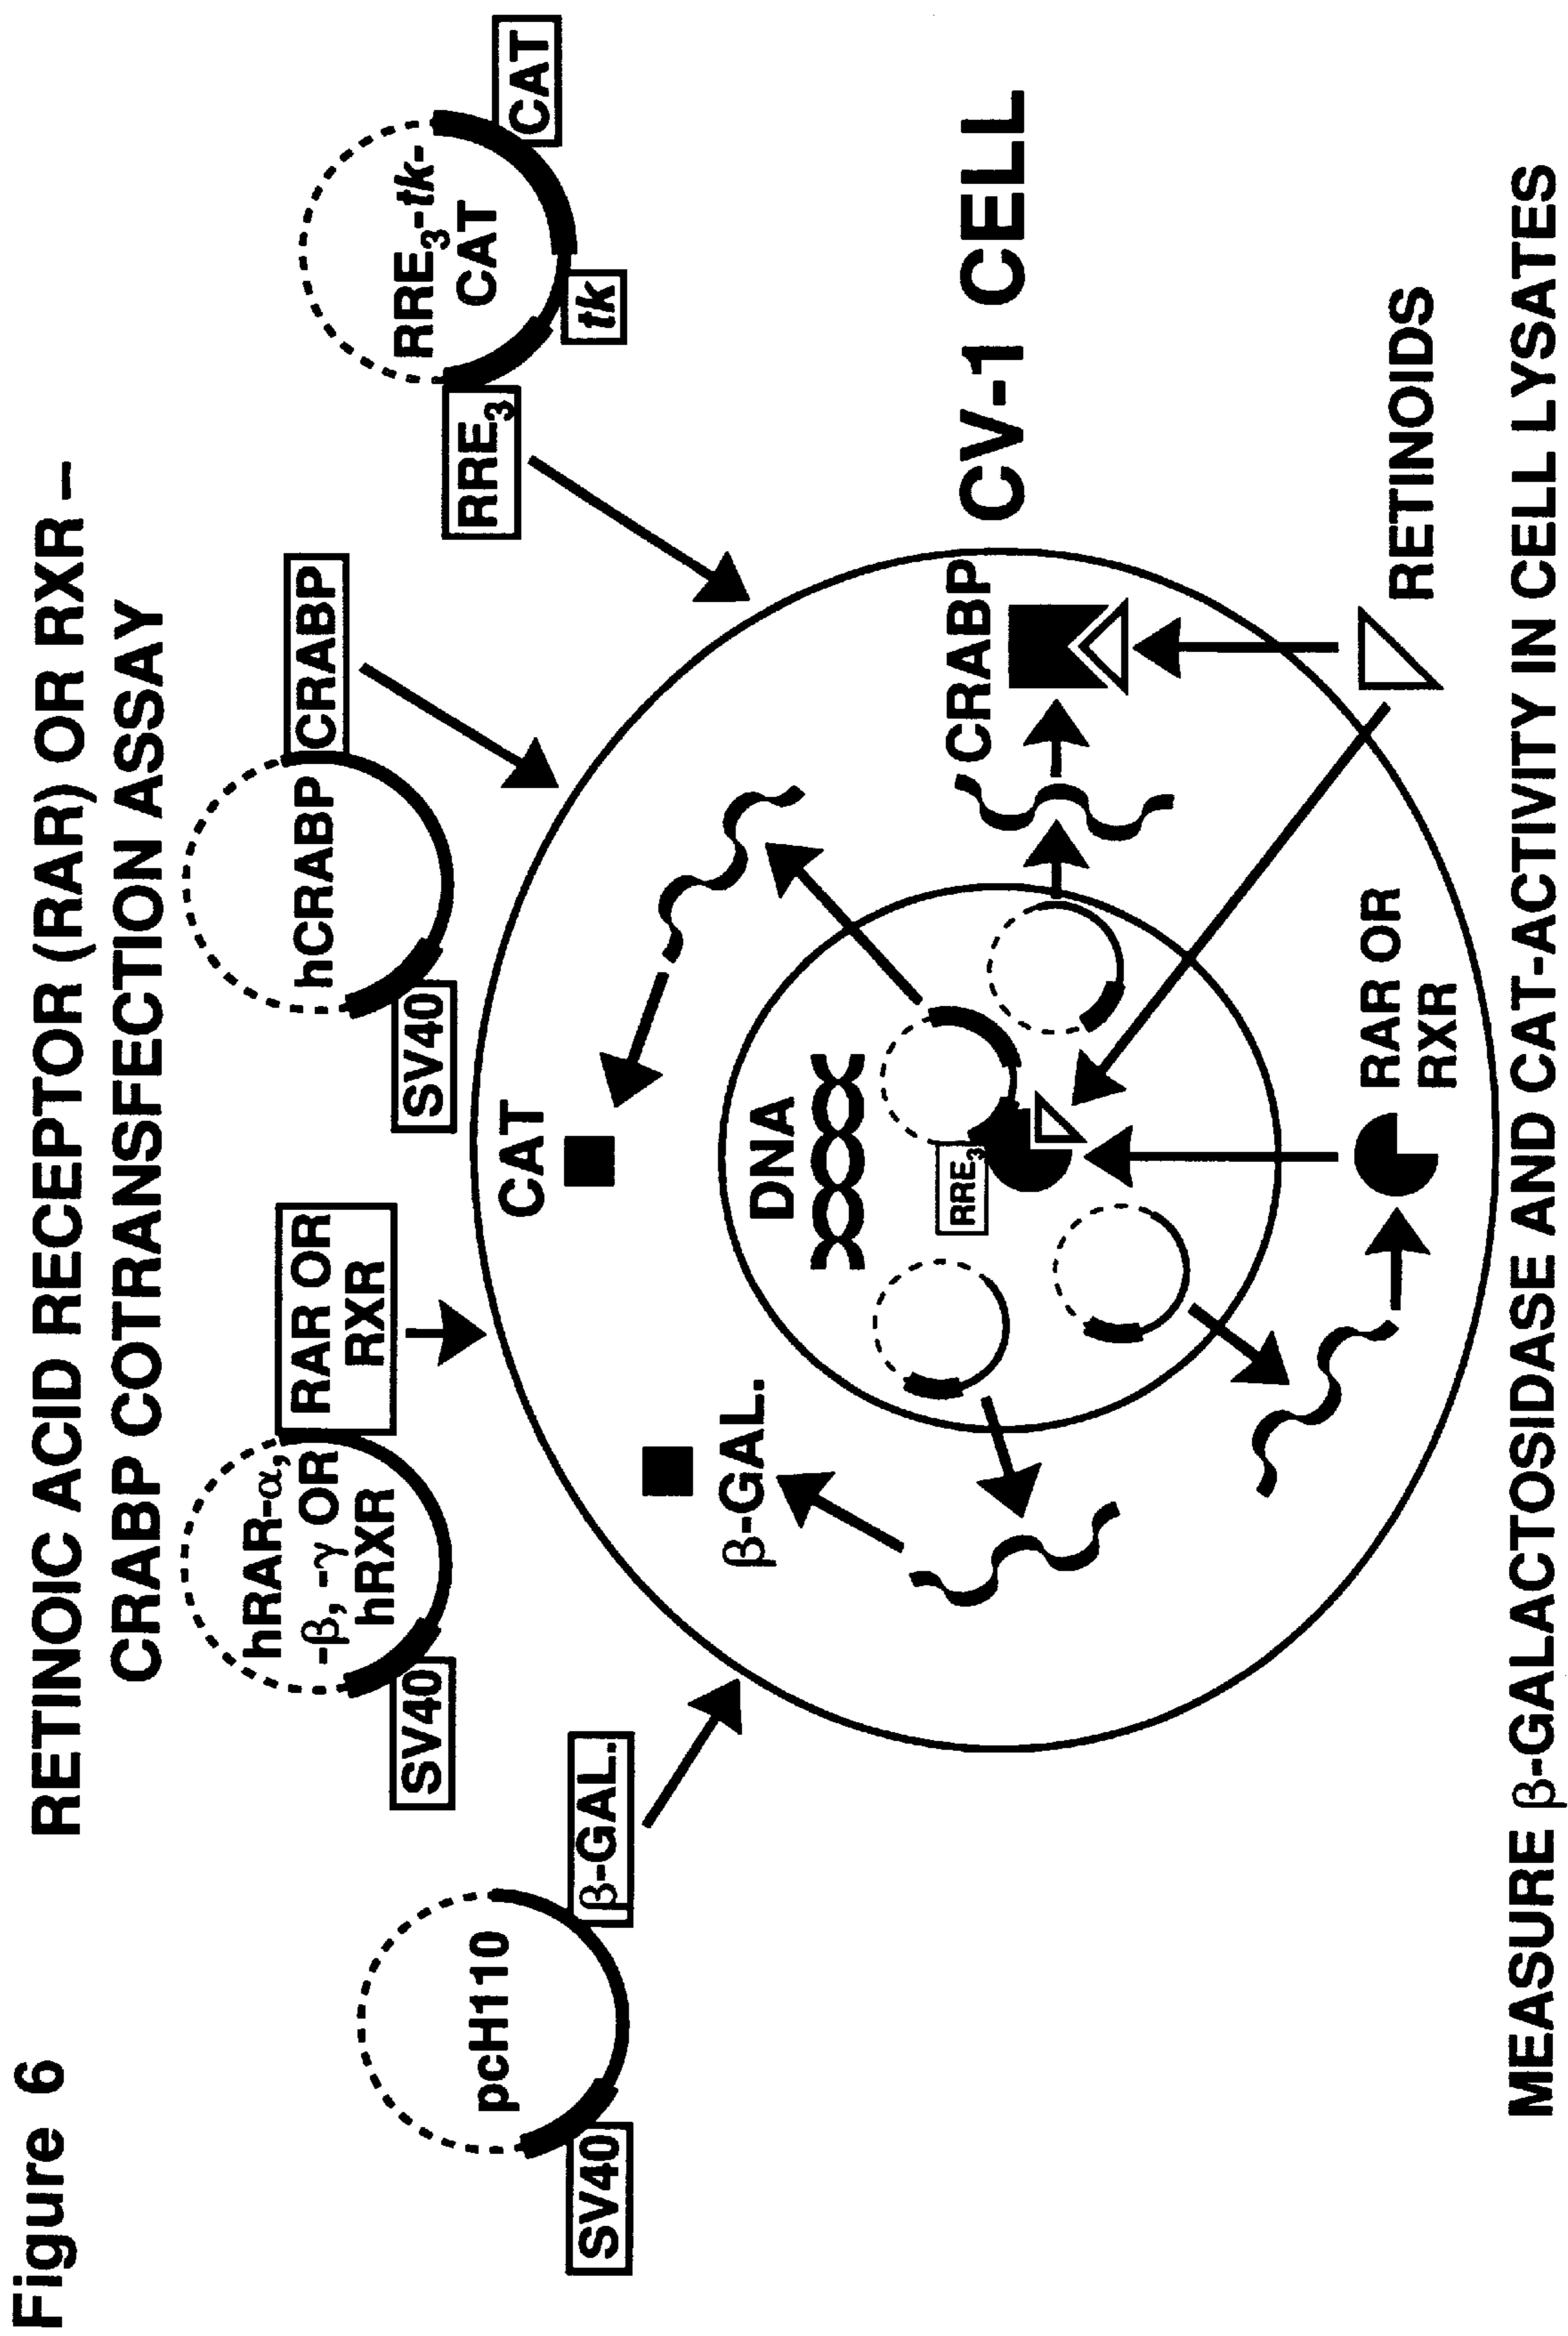 Figure 6
RETINOIC ACID RECEPTOR (RAR) OR RXR –
CRABP COTRANSFECTION ASSAY
hRAR-α,
-β, -γ OR
hRXR
SV40
RAR OR
RXR
hCRABP
SV40
CRABP
pcH110
SV40
β-GAL.
RRE3-tk-
CAT
RRE3
tk
CAT
CV-1 CELL
CAT
β-GAL.
DNA
RRE3
CRABP
RAR OR
RXR
RETINOIDS
MEASURE β-GALACTOSIDASE AND CAT-ACTIVITY IN CELL LYSATES